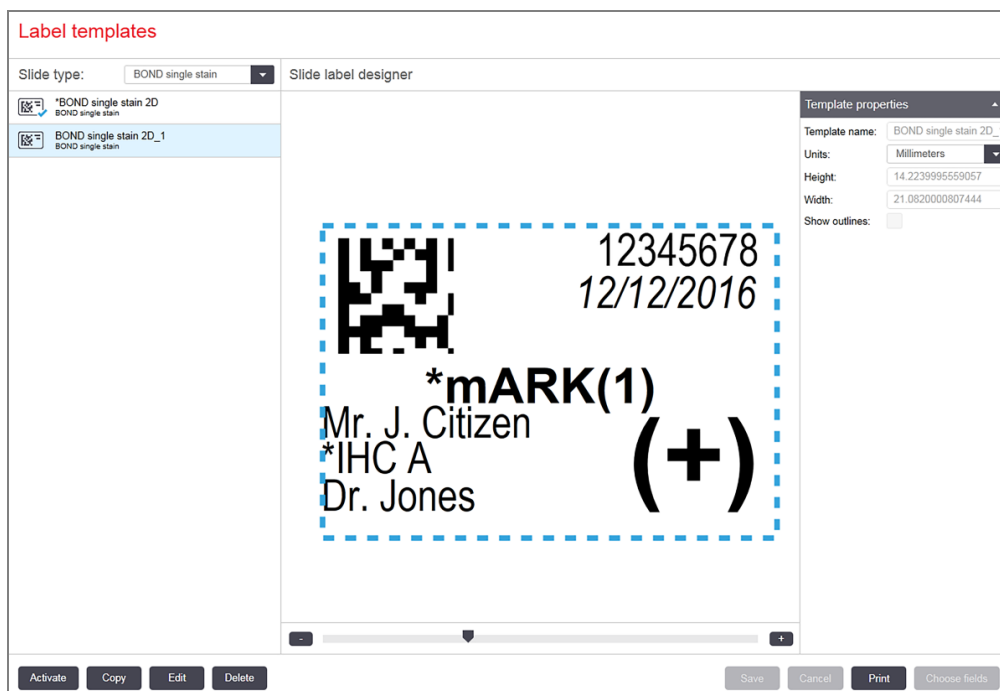 Label templates
Slide type:
BOND single stain
Slide label designer
*BOND single stain 2D
BOND single stain
BOND single stain 2D_1
BOND single stain
12345678
12/12/2016
*mARK(1)
Mr. J. Citizen
*IHC A
Dr. Jones
(+)
Template properties
Template name: BOND single stain 2D_
Units: Millimeters
Height: 14.2239995559057
Width: 21.0820000807444
Show outlines:
- +
Activate Copy Edit Delete Save Cancel Print Choose fields